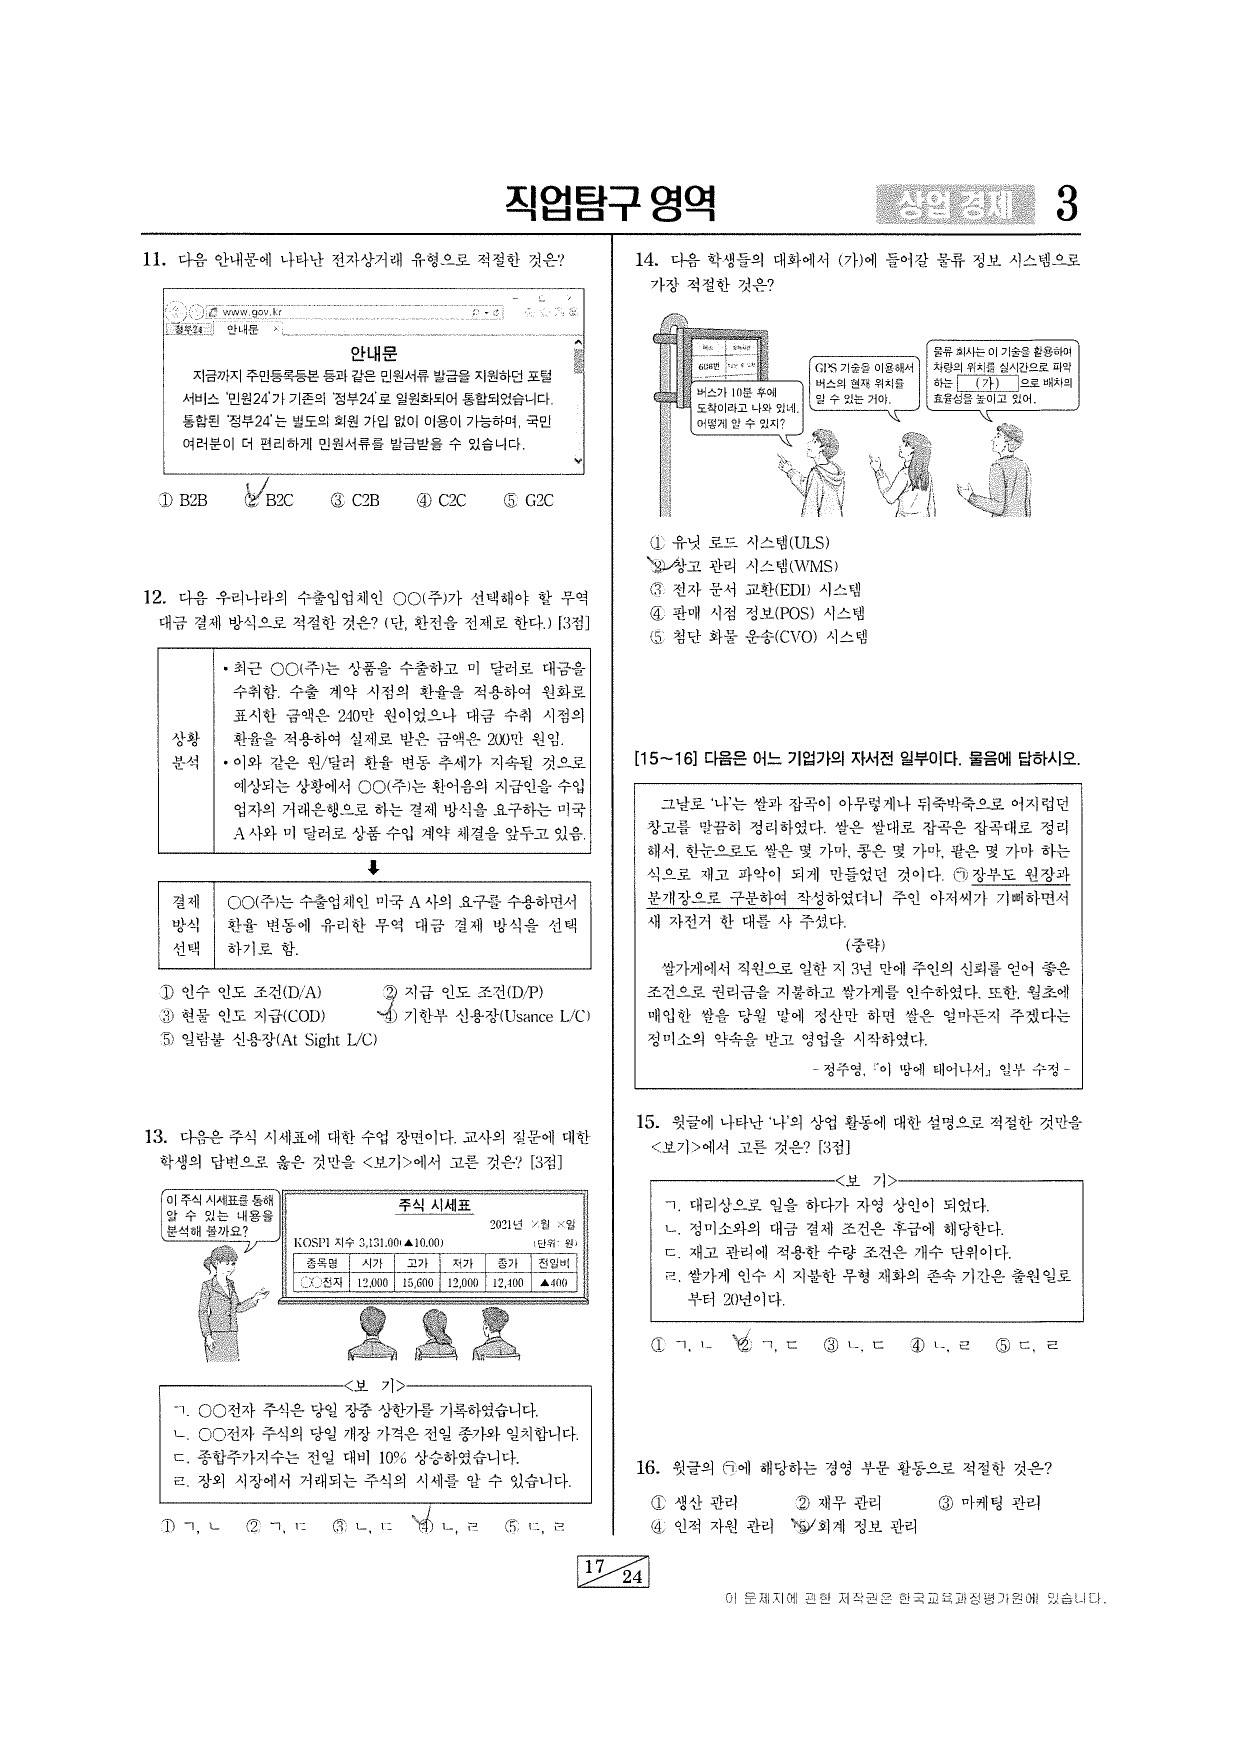 직업탐구 영역
상업 경제
3
11. 다음 안내문에 나타난 전자상거래 유형으로 적절한 것은?
www.gov.kr
정부24
안내문
×
안내문
지금까지 주민등록등본 등과 같은 민원서류 발급을 지원하던 포털
서비스 '민원24'가 기존의 '정부24'로 일원화되어 통합되었습니다.
통합된 '정부24'는 별도의 회원 가입 없이 이용이 가능하며, 국민
여러분이 더 편리하게 민원서류를 발급받을 수 있습니다.
① B2B ② B2C ③ C2B ④ C2C ⑤ G2C
12. 다음 우리나라의 수출입업체인 ○○(주)가 선택해야 할 무역
대금 결제 방식으로 적절한 것은? (단, 환전을 전제로 한다.) [3점]
상황
분석
• 최근 ○○(주)는 상품을 수출하고 미 달러로 대금을
수취함. 수출 계약 시점의 환율을 적용하여 원화로
표시한 금액은 240만 원이었으나 대금 수취 시점의
환율을 적용하여 실제로 받은 금액은 200만 원임.
• 이와 같은 원/달러 환율 변동 추세가 지속될 것으로
예상되는 상황에서 ○○(주)는 환어음의 지급인을 수입
업자의 거래은행으로 하는 결제 방식을 요구하는 미국
A사와 미 달러로 상품 수입 계약 체결을 앞두고 있음.
결제
방식
선택
○○(주)는 수출업체인 미국 A사의 요구를 수용하면서
환율 변동에 유리한 무역 대금 결제 방식을 선택
하기로 함.
① 인수 인도 조건(D/A) ② 지급 인도 조건(D/P)
③ 현물 인도 지급(COD) ④ 기한부 신용장(Usance L/C)
⑤ 일람불 신용장(At Sight L/C)
13. 다음은 주식 시세표에 대한 수업 장면이다. 교사의 질문에 대한
학생의 답변으로 옳은 것만을 <보기>에서 고른 것은? [3점]
이 주식 시세표를 통해
알 수 있는 내용을
분석해 볼까요?
주식 시세표
2021년 ×월 ×일
KOSPI 지수 3,131.00(▲10.00)
(단위: 원)
종목명 시가 고가 저가 종가 전일비
○○전자 12,000 15,600 12,000 12,400 ▲400
<보 기>
ㄱ. ○○전자 주식은 당일 장중 상한가를 기록하였습니다.
ㄴ. ○○전자 주식의 당일 개장 가격은 전일 종가와 일치합니다.
ㄷ. 종합주가지수는 전일 대비 10% 상승하였습니다.
ㄹ. 장외 시장에서 거래되는 주식의 시세를 알 수 있습니다.
① ㄱ, ㄴ ② ㄱ, ㄷ ③ ㄴ, ㄷ ④ ㄴ, ㄹ ⑤ ㄷ, ㄹ
14. 다음 학생들의 대화에서 (가)에 들어갈 물류 정보 시스템으로
가장 적절한 것은?
버스
608번
버스가 10분 후에
도착이라고 나와 있네.
어떻게 알 수 있지?
GPS 기술을 이용해서
버스의 현재 위치를
알 수 있는 거야.
물류 회사는 이 기술을 활용하여
차량의 위치를 실시간으로 파악
하는 (가) 으로 배차의
효율성을 높이고 있어.
① 유닛 로드 시스템(ULS)
② 창고 관리 시스템(WMS)
③ 전자 문서 교환(EDI) 시스템
④ 판매 시점 정보(POS) 시스템
⑤ 첨단 화물 운송(CVO) 시스템
[15~16] 다음은 어느 기업가의 자서전 일부이다. 물음에 답하시오.
그날로 '나'는 쌀과 잡곡이 아무렇게나 뒤죽박죽으로 어지럽던
창고를 말끔히 정리하였다. 쌀은 쌀대로 잡곡은 잡곡대로 정리
해서, 한눈으로도 쌀은 몇 가마, 콩은 몇 가마, 팥은 몇 가마 하는
식으로 재고 파악이 되게 만들었던 것이다. ㉠장부도 원장과
분개장으로 구분하여 작성하였더니 주인 아저씨가 기뻐하면서
새 자전거 한 대를 사 주셨다.
(중략)
쌀가게에서 직원으로 일한 지 3년 만에 주인의 신뢰를 얻어 좋은
조건으로 권리금을 지불하고 쌀가게를 인수하였다. 또한, 월초에
매입한 쌀을 당월 말에 정산만 하면 쌀은 얼마든지 주겠다는
정미소의 약속을 받고 영업을 시작하였다.
- 정주영, 『이 땅에 태어나서』 일부 수정 -
15. 윗글에 나타난 '나'의 상업 활동에 대한 설명으로 적절한 것만을
<보기>에서 고른 것은? [3점]
<보 기>
ㄱ. 대리상으로 일을 하다가 자영 상인이 되었다.
ㄴ. 정미소와의 대금 결제 조건은 후급에 해당한다.
ㄷ. 재고 관리에 적용한 수량 조건은 개수 단위이다.
ㄹ. 쌀가게 인수 시 지불한 무형 재화의 존속 기간은 출원일로
부터 20년이다.
① ㄱ, ㄴ ② ㄱ, ㄷ ③ ㄴ, ㄷ ④ ㄴ, ㄹ ⑤ ㄷ, ㄹ
16. 윗글의 ㉠에 해당하는 경영 부문 활동으로 적절한 것은?
① 생산 관리 ② 재무 관리 ③ 마케팅 관리
④ 인적 자원 관리 ⑤ 회계 정보 관리
17
24
이 문제지에 관한 저작권은 한국교육과정평가원에 있습니다.